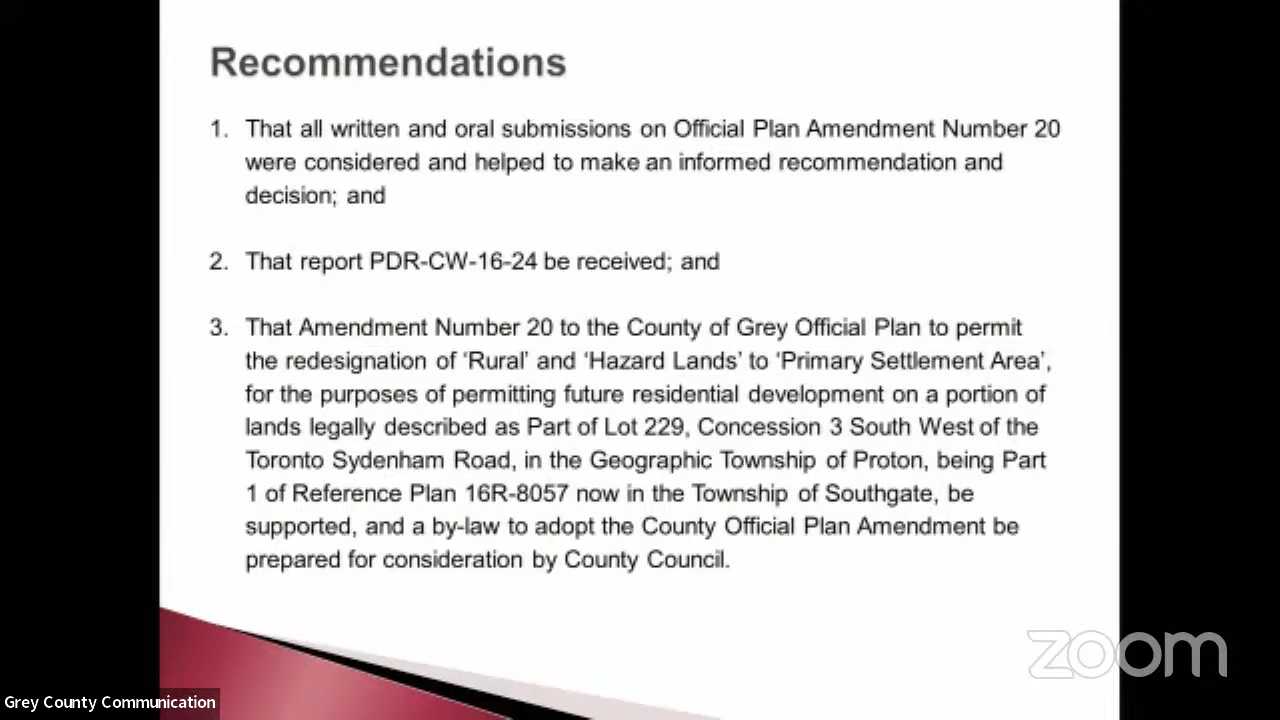 Recommendations
1. That all written and oral submissions on Official Plan Amendment Number 20
were considered and helped to make an informed recommendation and
decision; and
2. That report PDR-CW-16-24 be received; and
3. That Amendment Number 20 to the County of Grey Official Plan to permit
the redesignation of ‘Rural’ and ‘Hazard Lands’ to ‘Primary Settlement Area’,
for the purposes of permitting future residential development on a portion of
lands legally described as Part of Lot 229, Concession 3 South West of the
Toronto Sydenham Road, in the Geographic Township of Proton, being Part
1 of Reference Plan 16R-8057 now in the Township of Southgate, be
supported, and a by-law to adopt the County Official Plan Amendment be
prepared for consideration by County Council.
zoom
Grey County Communication